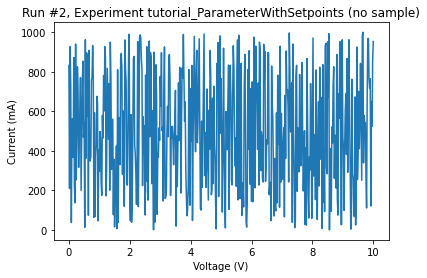 Run #2, Experiment tutorial_ParameterWithSetpoints (no sample)
1000
800
600
400
200
0
Current (mA)
0 2 4 6 8 10
Voltage (V)